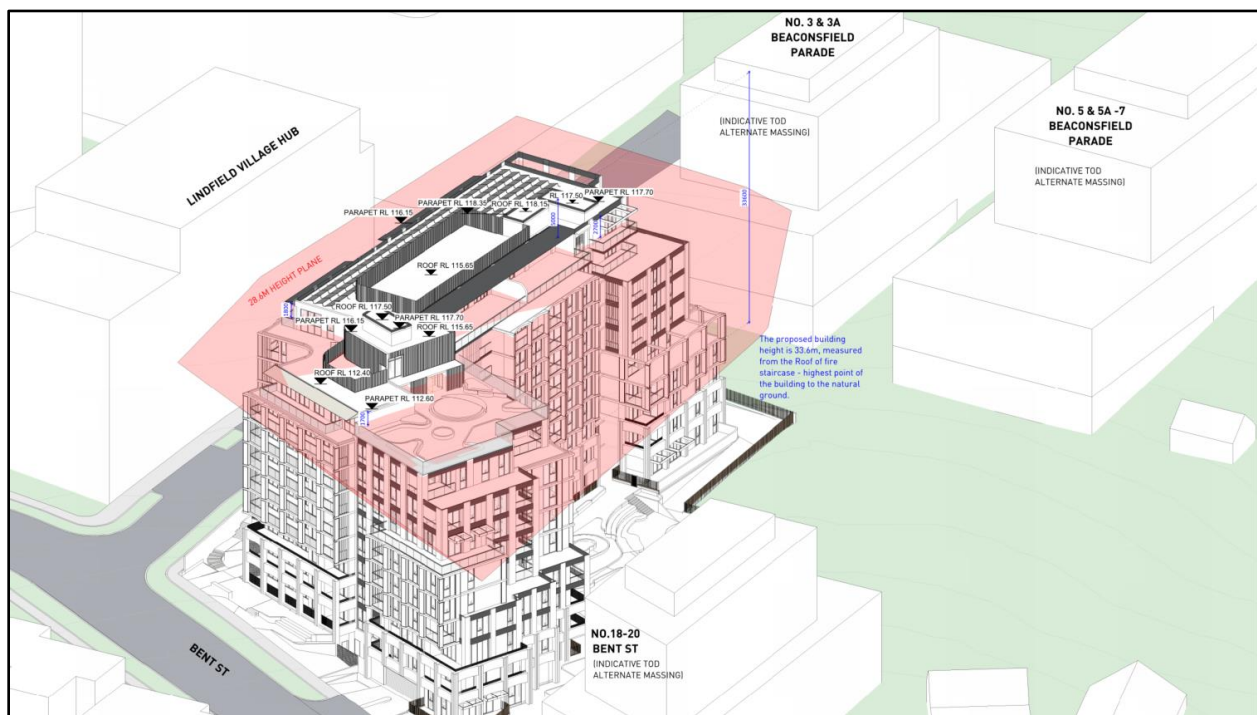 NO. 3 & 3A
BEACONSFIELD
PARADE
(INDICATIVE TOD
ALTERNATE MASSING)
33600
NO. 5 & 5A -7
BEACONSFIELD
PARADE
(INDICATIVE TOD
ALTERNATE MASSING)
LINDFIELD VILLAGE HUB
28.6M HEIGHT PLANE
PARAPET RL 116.15
PARAPET RL 118.35
ROOF RL 118.15
RL 117.50
PARAPET RL 117.70
2700
ROOF RL 115.65
ROOF RL 117.50
PARAPET RL 116.15
PARAPET RL 117.70
ROOF RL 115.65
ROOF RL 112.40
PARAPET RL 112.60
The proposed building
height is 33.6m, measured
from the Roof of fire
staircase - highest point of
the building to the natural
ground.
NO.18-20
BENT ST
(INDICATIVE TOD
ALTERNATE MASSING)
BENT ST